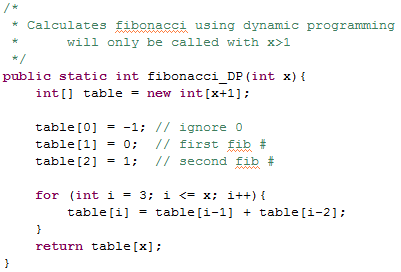 /*
 * Calculates fibonacci using dynamic programming
 *      will only be called with x>1
 */
public static int fibonacci_DP(int x){
    int[] table = new int[x+1];

    table[0] = -1; // ignore 0
    table[1] = 0;  // first fib #
    table[2] = 1;  // second fib #

    for (int i = 3; i <= x; i++){
        table[i] = table[i-1] + table[i-2];
    }
    return table[x];
}